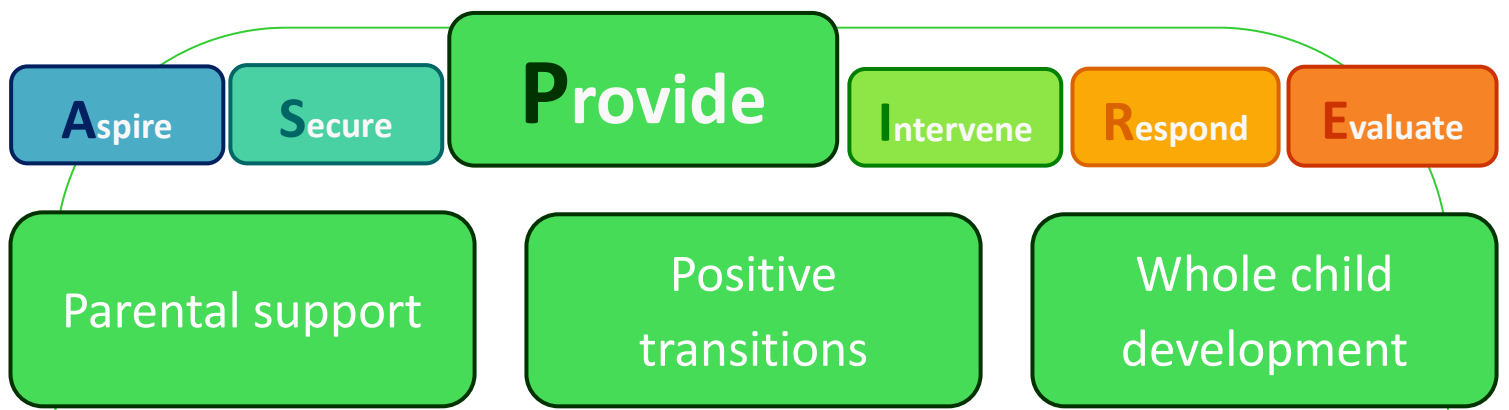 Aspire Secure Provide Intervene Respond Evaluate
Parental support
Positive
transitions
Whole child
development